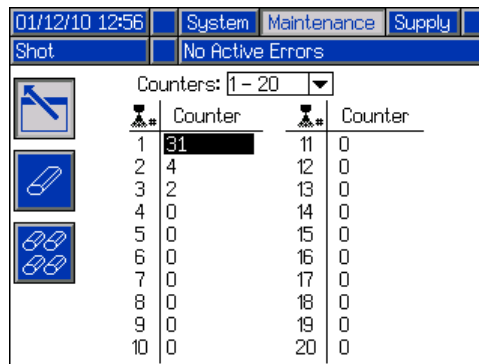 01/12/10 12:56 System Maintenance Supply
Shot No Active Errors
Counters: 1 - 20
# Counter # Counter
1 31 11 0
2 4 12 0
3 2 13 0
4 0 14 0
5 0 15 0
6 0 16 0
7 0 17 0
8 0 18 0
9 0 19 0
10 0 20 0